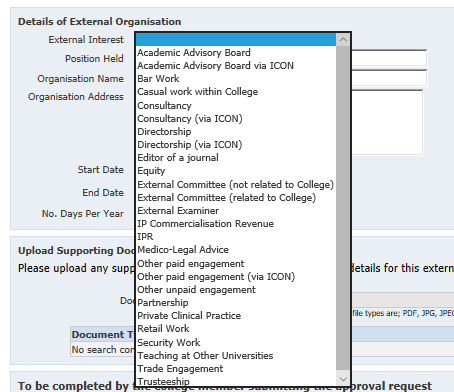 Details of External Organisation
External Interest
Position Held
Organisation Name
Organisation Address
Start Date
End Date
No. Days Per Year
Academic Advisory Board
Academic Advisory Board via ICON
Bar Work
Casual work within College
Consultancy
Consultancy (via ICON)
Directorship
Directorship (via ICON)
Editor of a journal
Equity
External Committee (not related to College)
External Committee (related to College)
External Examiner
IP Commercialisation Revenue
IPR
Medico-Legal Advice
Other paid engagement
Other paid engagement (via ICON)
Other unpaid engagement
Partnership
Private Clinical Practice
Retail Work
Security Work
Teaching at Other Universities
Trade Engagement
Trusteeship
Upload Supporting Doc
Please upload any supp details for this extern
Doc
file types are; PDF, JPG, JPEG
Document T
No search con
To be completed by the college member submitting the approval request